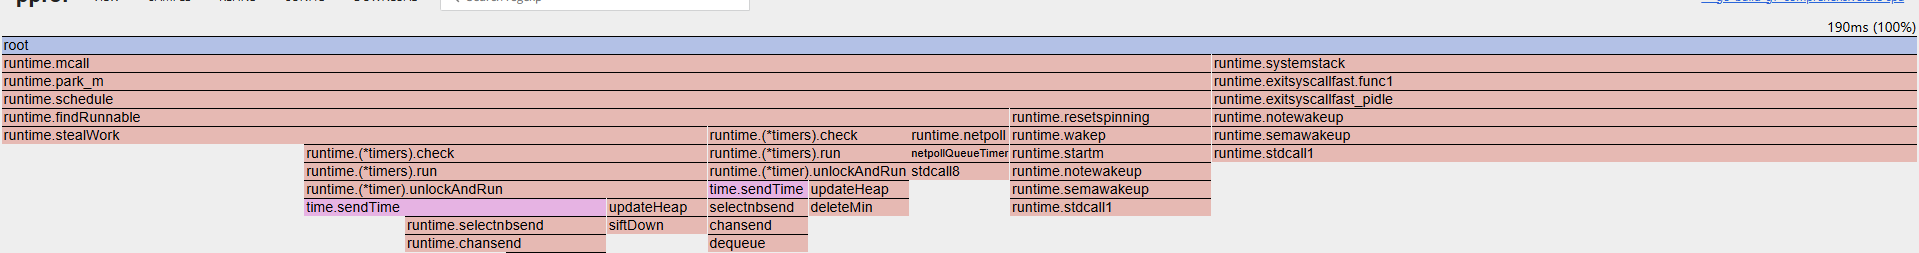 pprof
190ms (100%)
root
runtime.mcall runtime.systemstack
runtime.park_m runtime.exitsyscallfast.func1
runtime.schedule runtime.exitsyscallfast_pidle
runtime.findRunnable runtime.resetspinning runtime.notewakeup
runtime.stealWork runtime.(*timers).check runtime.netpoll runtime.wakep runtime.semawakeup
runtime.(*timers).check runtime.(*timers).run netpollQueueTimer runtime.startm runtime.stdcall1
runtime.(*timers).run runtime.(*timer).unlockAndRun stdcall8 runtime.notewakeup
runtime.(*timer).unlockAndRun time.sendTime updateHeap runtime.semawakeup
time.sendTime updateHeap selectnbsend deleteMin runtime.stdcall1
runtime.selectnbsend siftDown chansend
runtime.chansend dequeue